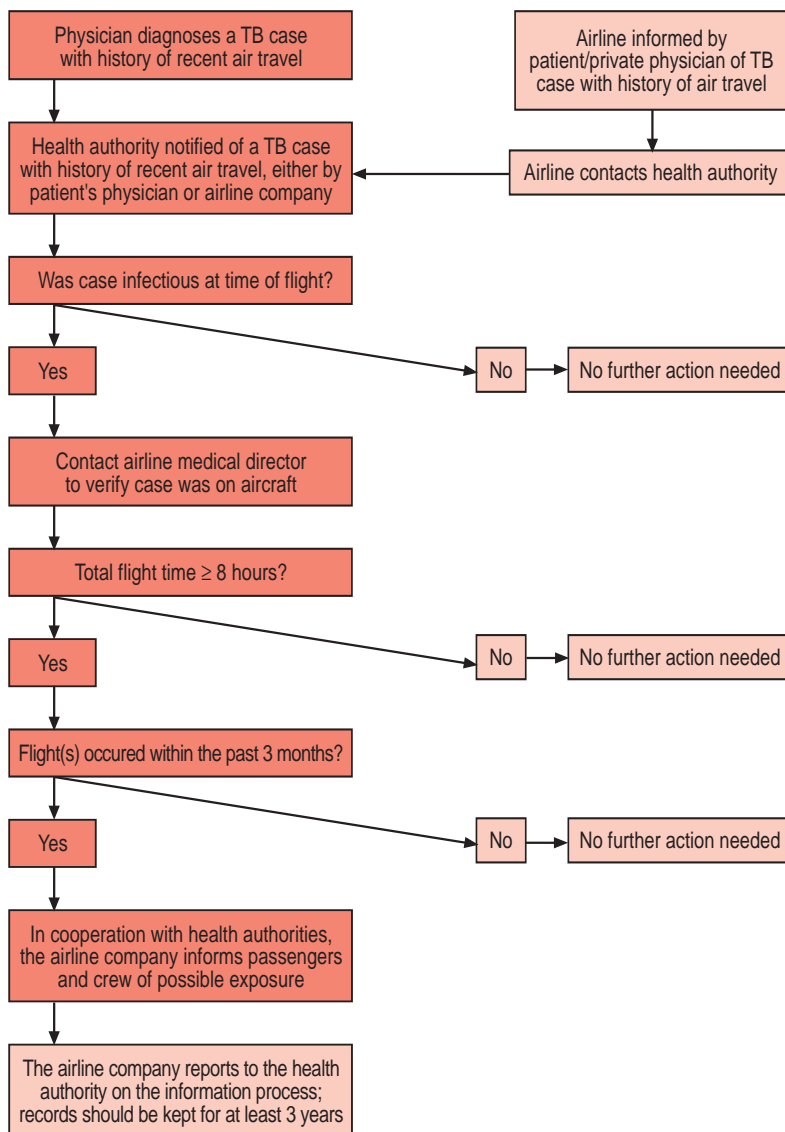 Physician diagnoses a TB case
with history of recent air travel
Airline informed by
patient/private physician of TB
case with history of air travel
Health authority notified of a TB case
with history of recent air travel, either by
patient's physician or airline company
Airline contacts health authority
Was case infectious at time of flight?
Yes
No
No further action needed
Contact airline medical director
to verify case was on aircraft
Total flight time ≥ 8 hours?
Yes
No
No further action needed
Flight(s) occured within the past 3 months?
Yes
No
No further action needed
In cooperation with health authorities,
the airline company informs passengers
and crew of possible exposure
The airline company reports to the health
authority on the information process;
records should be kept for at least 3 years